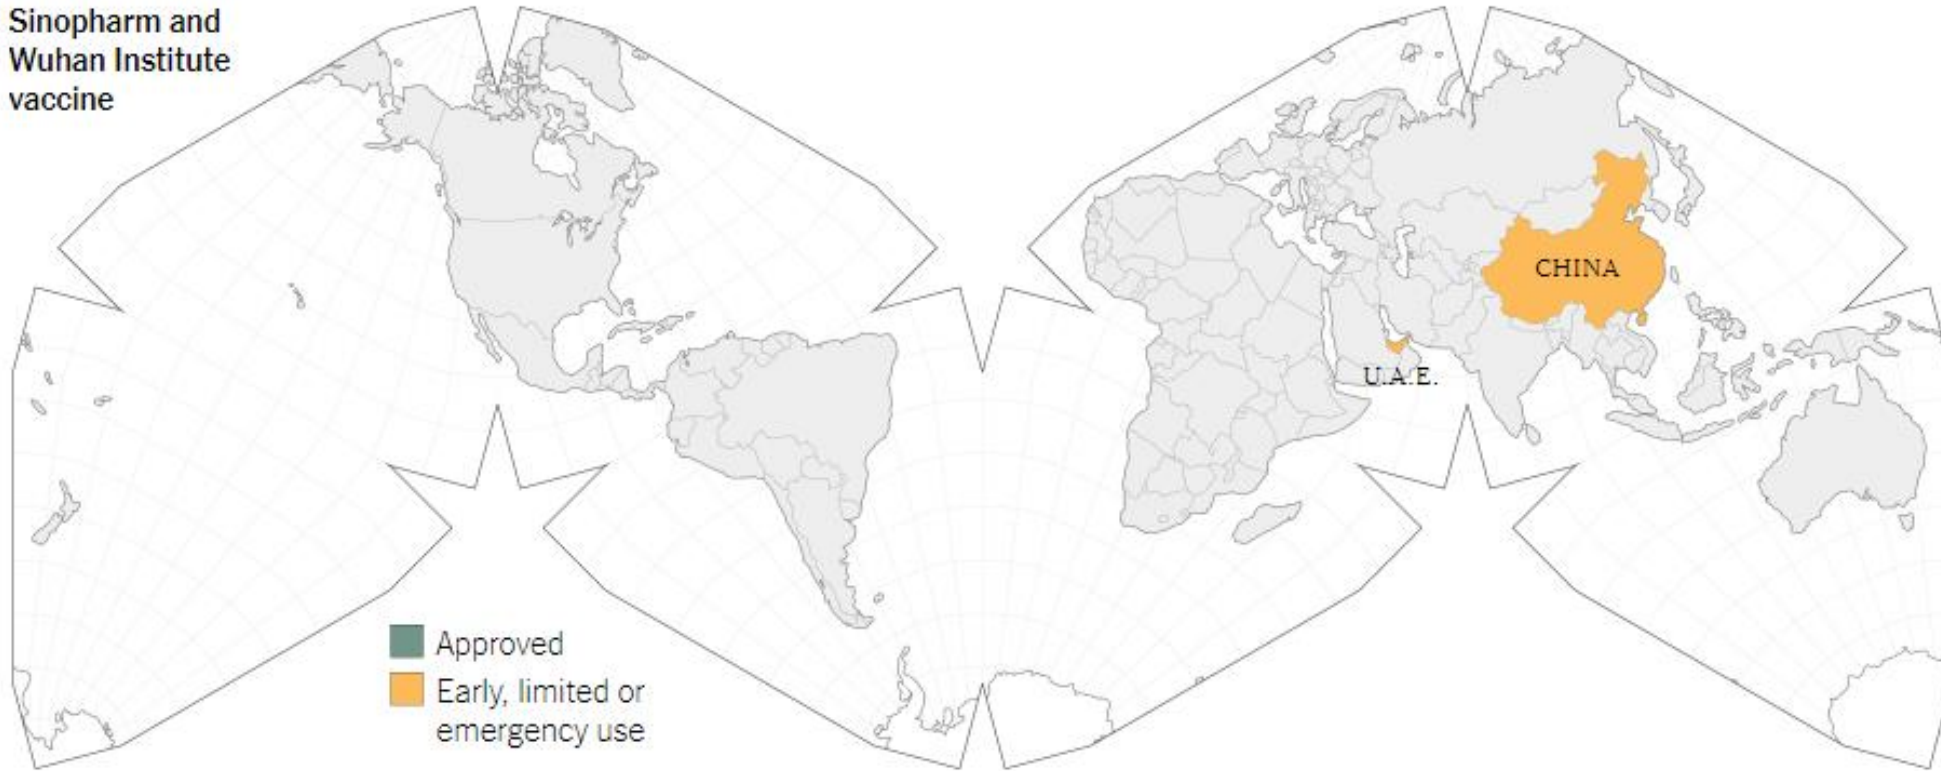 Sinopharm and
Wuhan Institute
vaccine
CHINA
U.A.E.
Approved
Early, limited or
emergency use